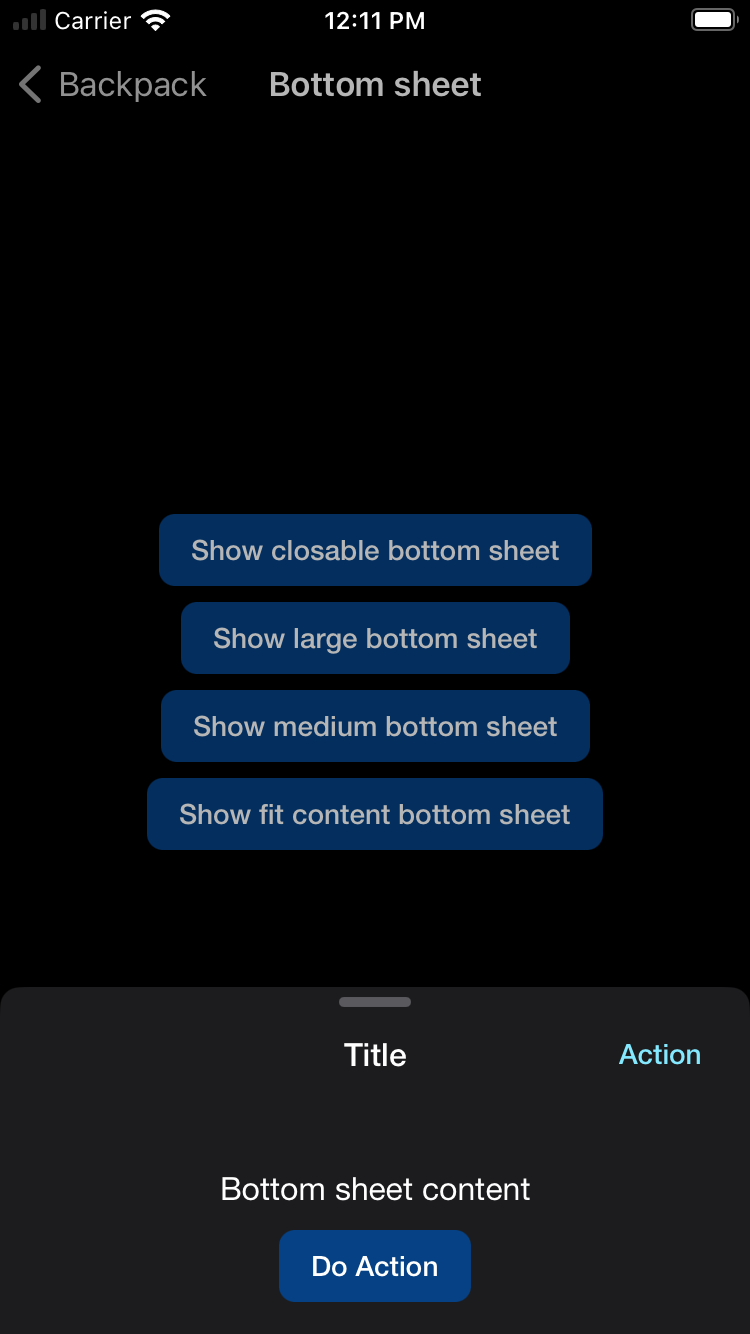 Carrier 12:11 PM
Backpack Bottom sheet
Show closable bottom sheet
Show large bottom sheet
Show medium bottom sheet
Show fit content bottom sheet
Title Action
Bottom sheet content
Do Action